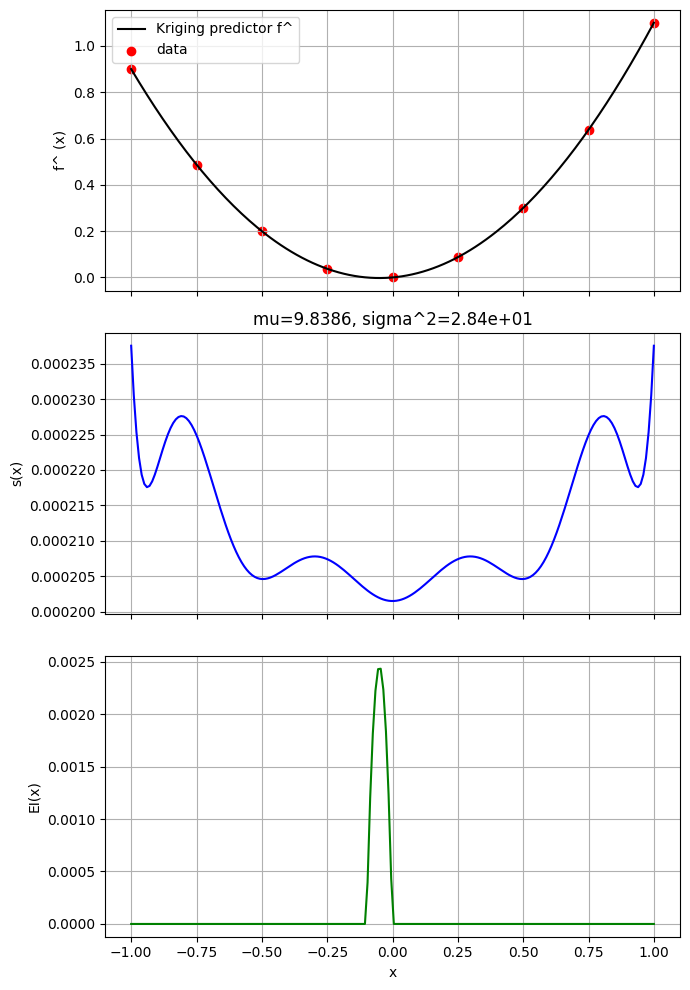 Kriging predictor f^
data
1.0
0.8
0.6
0.4
0.2
0.0
f^ (x)
mu=9.8386, sigma^2=2.84e+01
0.000235
0.000230
0.000225
0.000220
0.000215
0.000210
0.000205
0.000200
s(x)
0.0025
0.0020
0.0015
0.0010
0.0005
0.0000
EI(x)
−1.00 −0.75 −0.50 −0.25 0.00 0.25 0.50 0.75 1.00
x